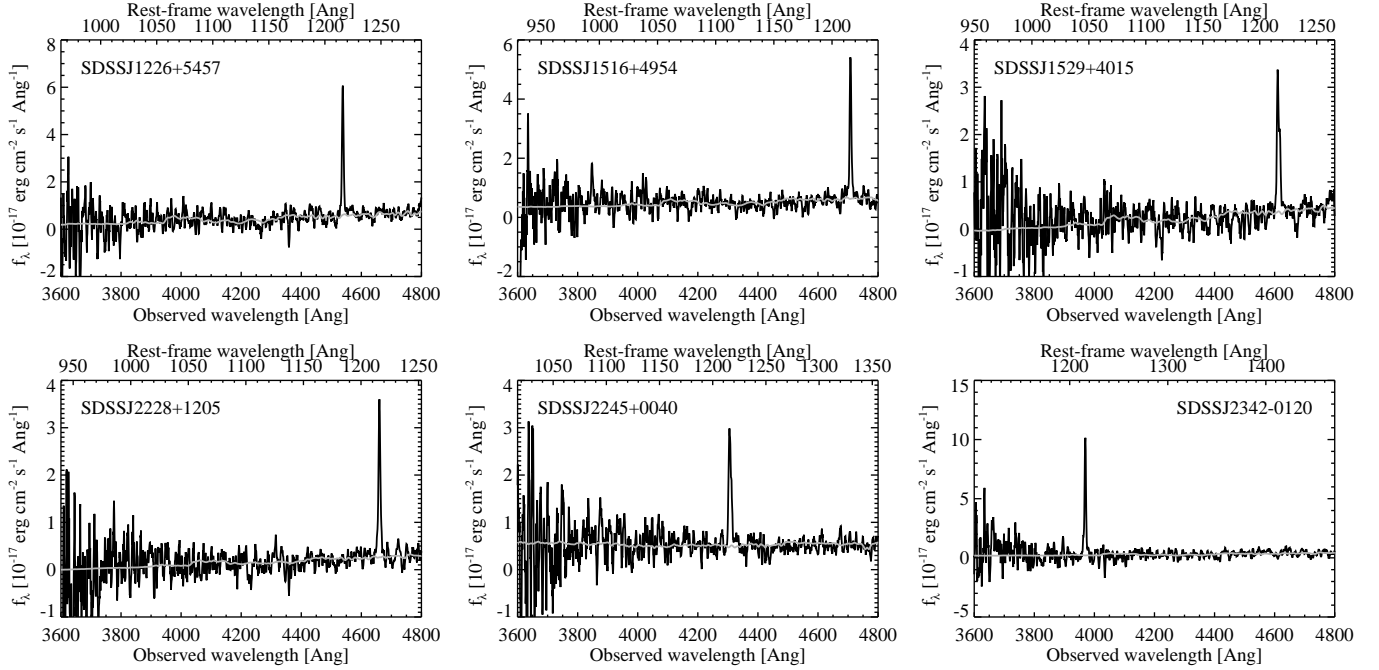 Rest-frame wavelength [Ang]
1000 1050 1100 1150 1200 1250
8
6
4
2
0
-2
fλ [10-17 erg cm-2 s-1 Ang-1]
SDSSJ1226+5457
3600 3800 4000 4200 4400 4600 4800
Observed wavelength [Ang]
Rest-frame wavelength [Ang]
950 1000 1050 1100 1150 1200
6
4
2
0
-2
fλ [10-17 erg cm-2 s-1 Ang-1]
SDSSJ1516+4954
3600 3800 4000 4200 4400 4600 4800
Observed wavelength [Ang]
Rest-frame wavelength [Ang]
950 1000 1050 1100 1150 1200 1250
4
3
2
1
0
-1
fλ [10-17 erg cm-2 s-1 Ang-1]
SDSSJ1529+4015
3600 3800 4000 4200 4400 4600 4800
Observed wavelength [Ang]
Rest-frame wavelength [Ang]
950 1000 1050 1100 1150 1200 1250
4
3
2
1
0
-1
fλ [10-17 erg cm-2 s-1 Ang-1]
SDSSJ2228+1205
3600 3800 4000 4200 4400 4600 4800
Observed wavelength [Ang]
Rest-frame wavelength [Ang]
1050 1100 1150 1200 1250 1300 1350
4
3
2
1
0
-1
fλ [10-17 erg cm-2 s-1 Ang-1]
SDSSJ2245+0040
3600 3800 4000 4200 4400 4600 4800
Observed wavelength [Ang]
Rest-frame wavelength [Ang]
1200 1300 1400
15
10
5
0
-5
fλ [10-17 erg cm-2 s-1 Ang-1]
SDSSJ2342-0120
3600 3800 4000 4200 4400 4600 4800
Observed wavelength [Ang]